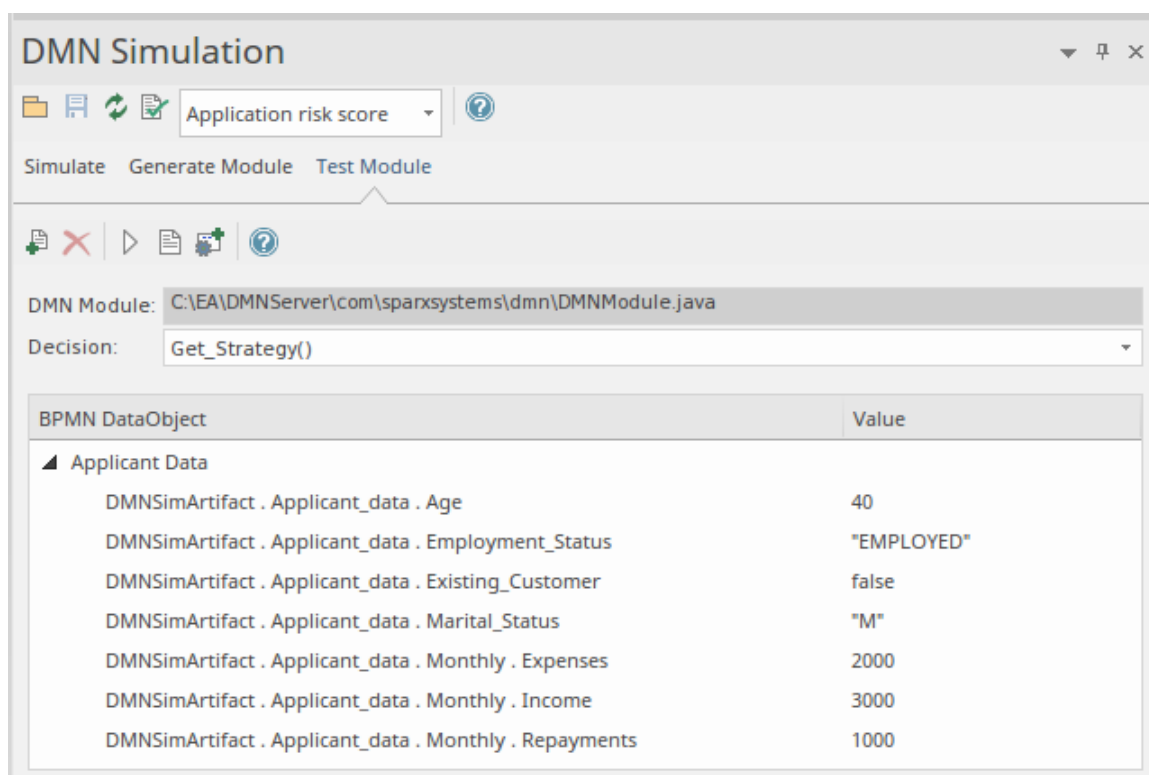 DMN Simulation
Application risk score
Simulate Generate Module Test Module
DMN Module: C:\EA\DMNServer\com\sparxsystems\dmn\DMNModule.java
Decision: Get_Strategy()
BPMN DataObject Value
Applicant Data
DMNSimArtifact . Applicant_data . Age 40
DMNSimArtifact . Applicant_data . Employment_Status "EMPLOYED"
DMNSimArtifact . Applicant_data . Existing_Customer false
DMNSimArtifact . Applicant_data . Marital_Status "M"
DMNSimArtifact . Applicant_data . Monthly . Expenses 2000
DMNSimArtifact . Applicant_data . Monthly . Income 3000
DMNSimArtifact . Applicant_data . Monthly . Repayments 1000